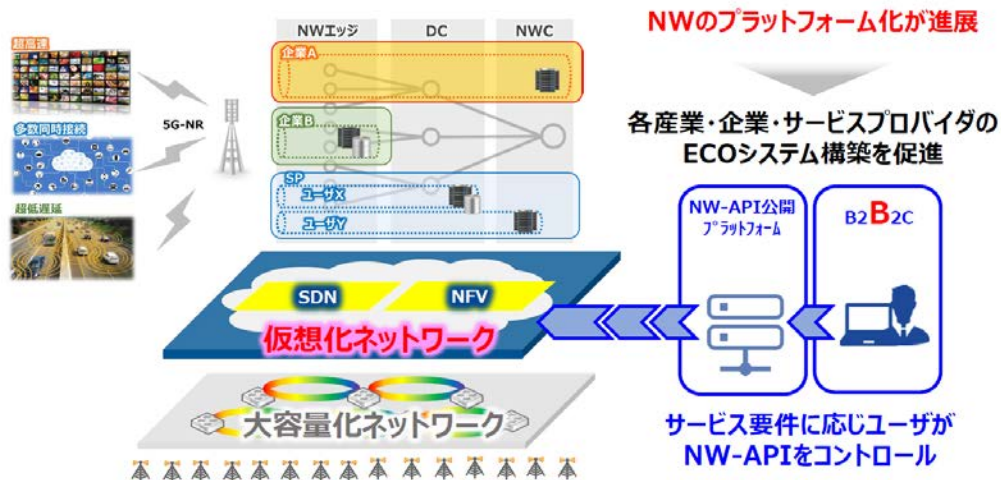 超高速
多数同時接続
超低遅延
5G-NR
NWエッジ
DC
NWC
企業A
企業B
SP
ユーザX
ユーザY
SDN
NFV
仮想化ネットワーク
大容量化ネットワーク
NWのプラットフォーム化が進展
各産業・企業・サービスプロバイダの
ECOシステム構築を促進
NW-API公開
プラットフォーム
B2B2C
サービス要件に応じユーザが
NW-APIをコントロール